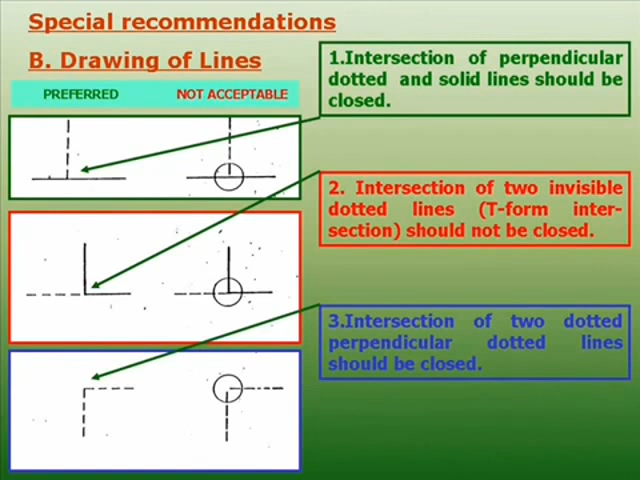 Special recommendations
B. Drawing of Lines
PREFERRED NOT ACCEPTABLE
1.Intersection of perpendicular
dotted and solid lines should be
closed.
2. Intersection of two invisible
dotted lines (T-form inter-
section) should not be closed.
3.Intersection of two dotted
perpendicular dotted lines
should be closed.